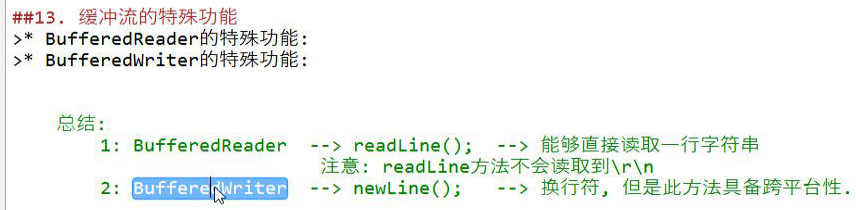 ##13. 缓冲流的特殊功能
>* BufferedReader的特殊功能:
>* BufferedWriter的特殊功能:
总结:
1: BufferedReader --> readLine(); --> 能够直接读取一行字符串
注意: readLine方法不会读取到\r\n
2: BufferedWriter --> newLine(); --> 换行符, 但是此方法具备跨平台性.